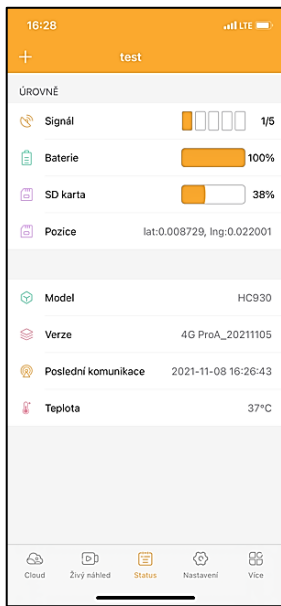 16:28 LTE
+ test
ÚROVNĚ
Signál 1/5
Baterie 100%
SD karta 38%
Pozice lat:0.008729, lng:0.022001
Model HC930
Verze 4G ProA_20211105
Poslední komunikace 2021-11-08 16:26:43
Teplota 37°C
Cloud Živý náhled Status Nastavení Více